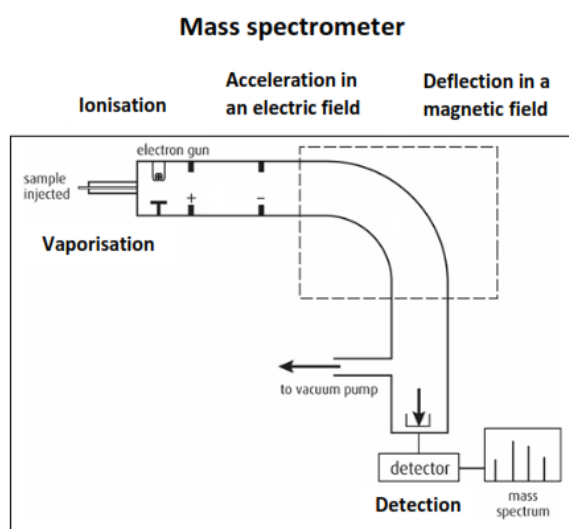 Mass spectrometer
Ionisation
Acceleration in
an electric field
Deflection in a
magnetic field
electron gun
sample
injected
+
−
Vaporisation
to vacuum pump
detector
Detection
mass
spectrum